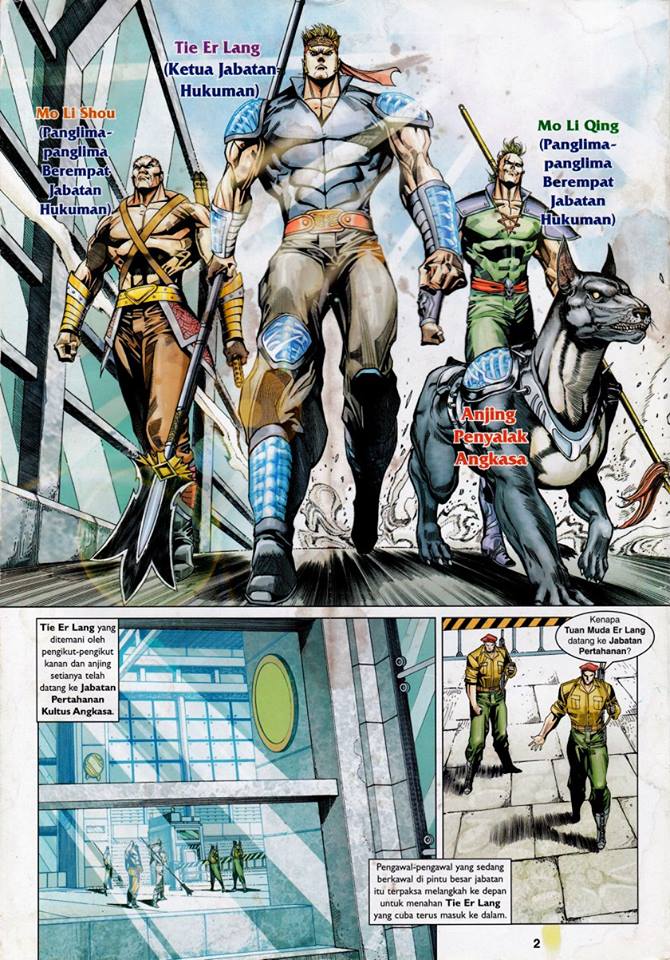 Tie Er Lang
(Ketua Jabatan
Hukuman)
Mo Li Shou
(Panglima-
panglima
Berempat
Jabatan
Hukuman)
Mo Li Qing
(Panglima-
panglima
Berempat
Jabatan
Hukuman)
Anjing
Penyalak
Angkasa
Tie Er Lang yang
ditemani oleh
pengikut-pengikut
kanan dan anjing
setianya telah
datang ke Jabatan
Pertahanan
Kultus Angkasa.
Kenapa
Tuan Muda Er Lang
datang ke Jabatan
Pertahanan?
Pengawal-pengawal yang sedang
berkawal di pintu besar jabatan
itu terpaksa melangkah ke depan
untuk menahan Tie Er Lang
yang cuba terus masuk ke dalam.
2